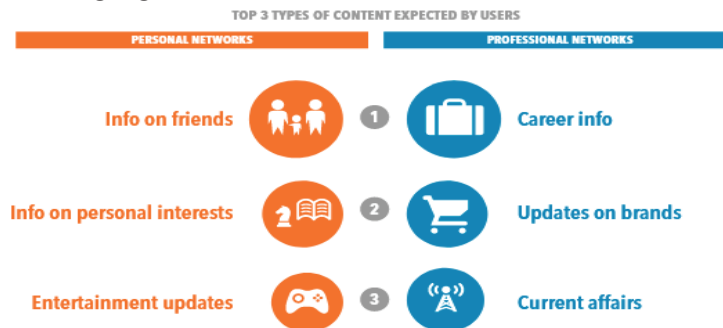 TOP 3 TYPES OF CONTENT EXPECTED BY USERS
PERSONAL NETWORKS
PROFESSIONAL NETWORKS
Info on friends
1
Career info
Info on personal interests
2
Updates on brands
Entertainment updates
3
Current affairs